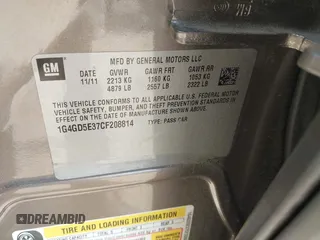 GM
MFD BY GENERAL MOTORS LLC
DATE GVWR GAWR FRT GAWR RR
11/11 2213 KG 1160 KG 1053 KG
4879 LB 2557 LB 2322 LB
THIS VEHICLE CONFORMS TO ALL APPLICABLE U.S. FEDERAL MOTOR
VEHICLE SAFETY, BUMPER, AND THEFT PREVENTION STANDARDS
IN EFFECT ON THE DATE OF MANUFACTURE SHOWN ABOVE.
1G4GD5E37CF208814 TYPE: PASS CAR
TIRE AND LOADING INFORMATION
DREAMBID